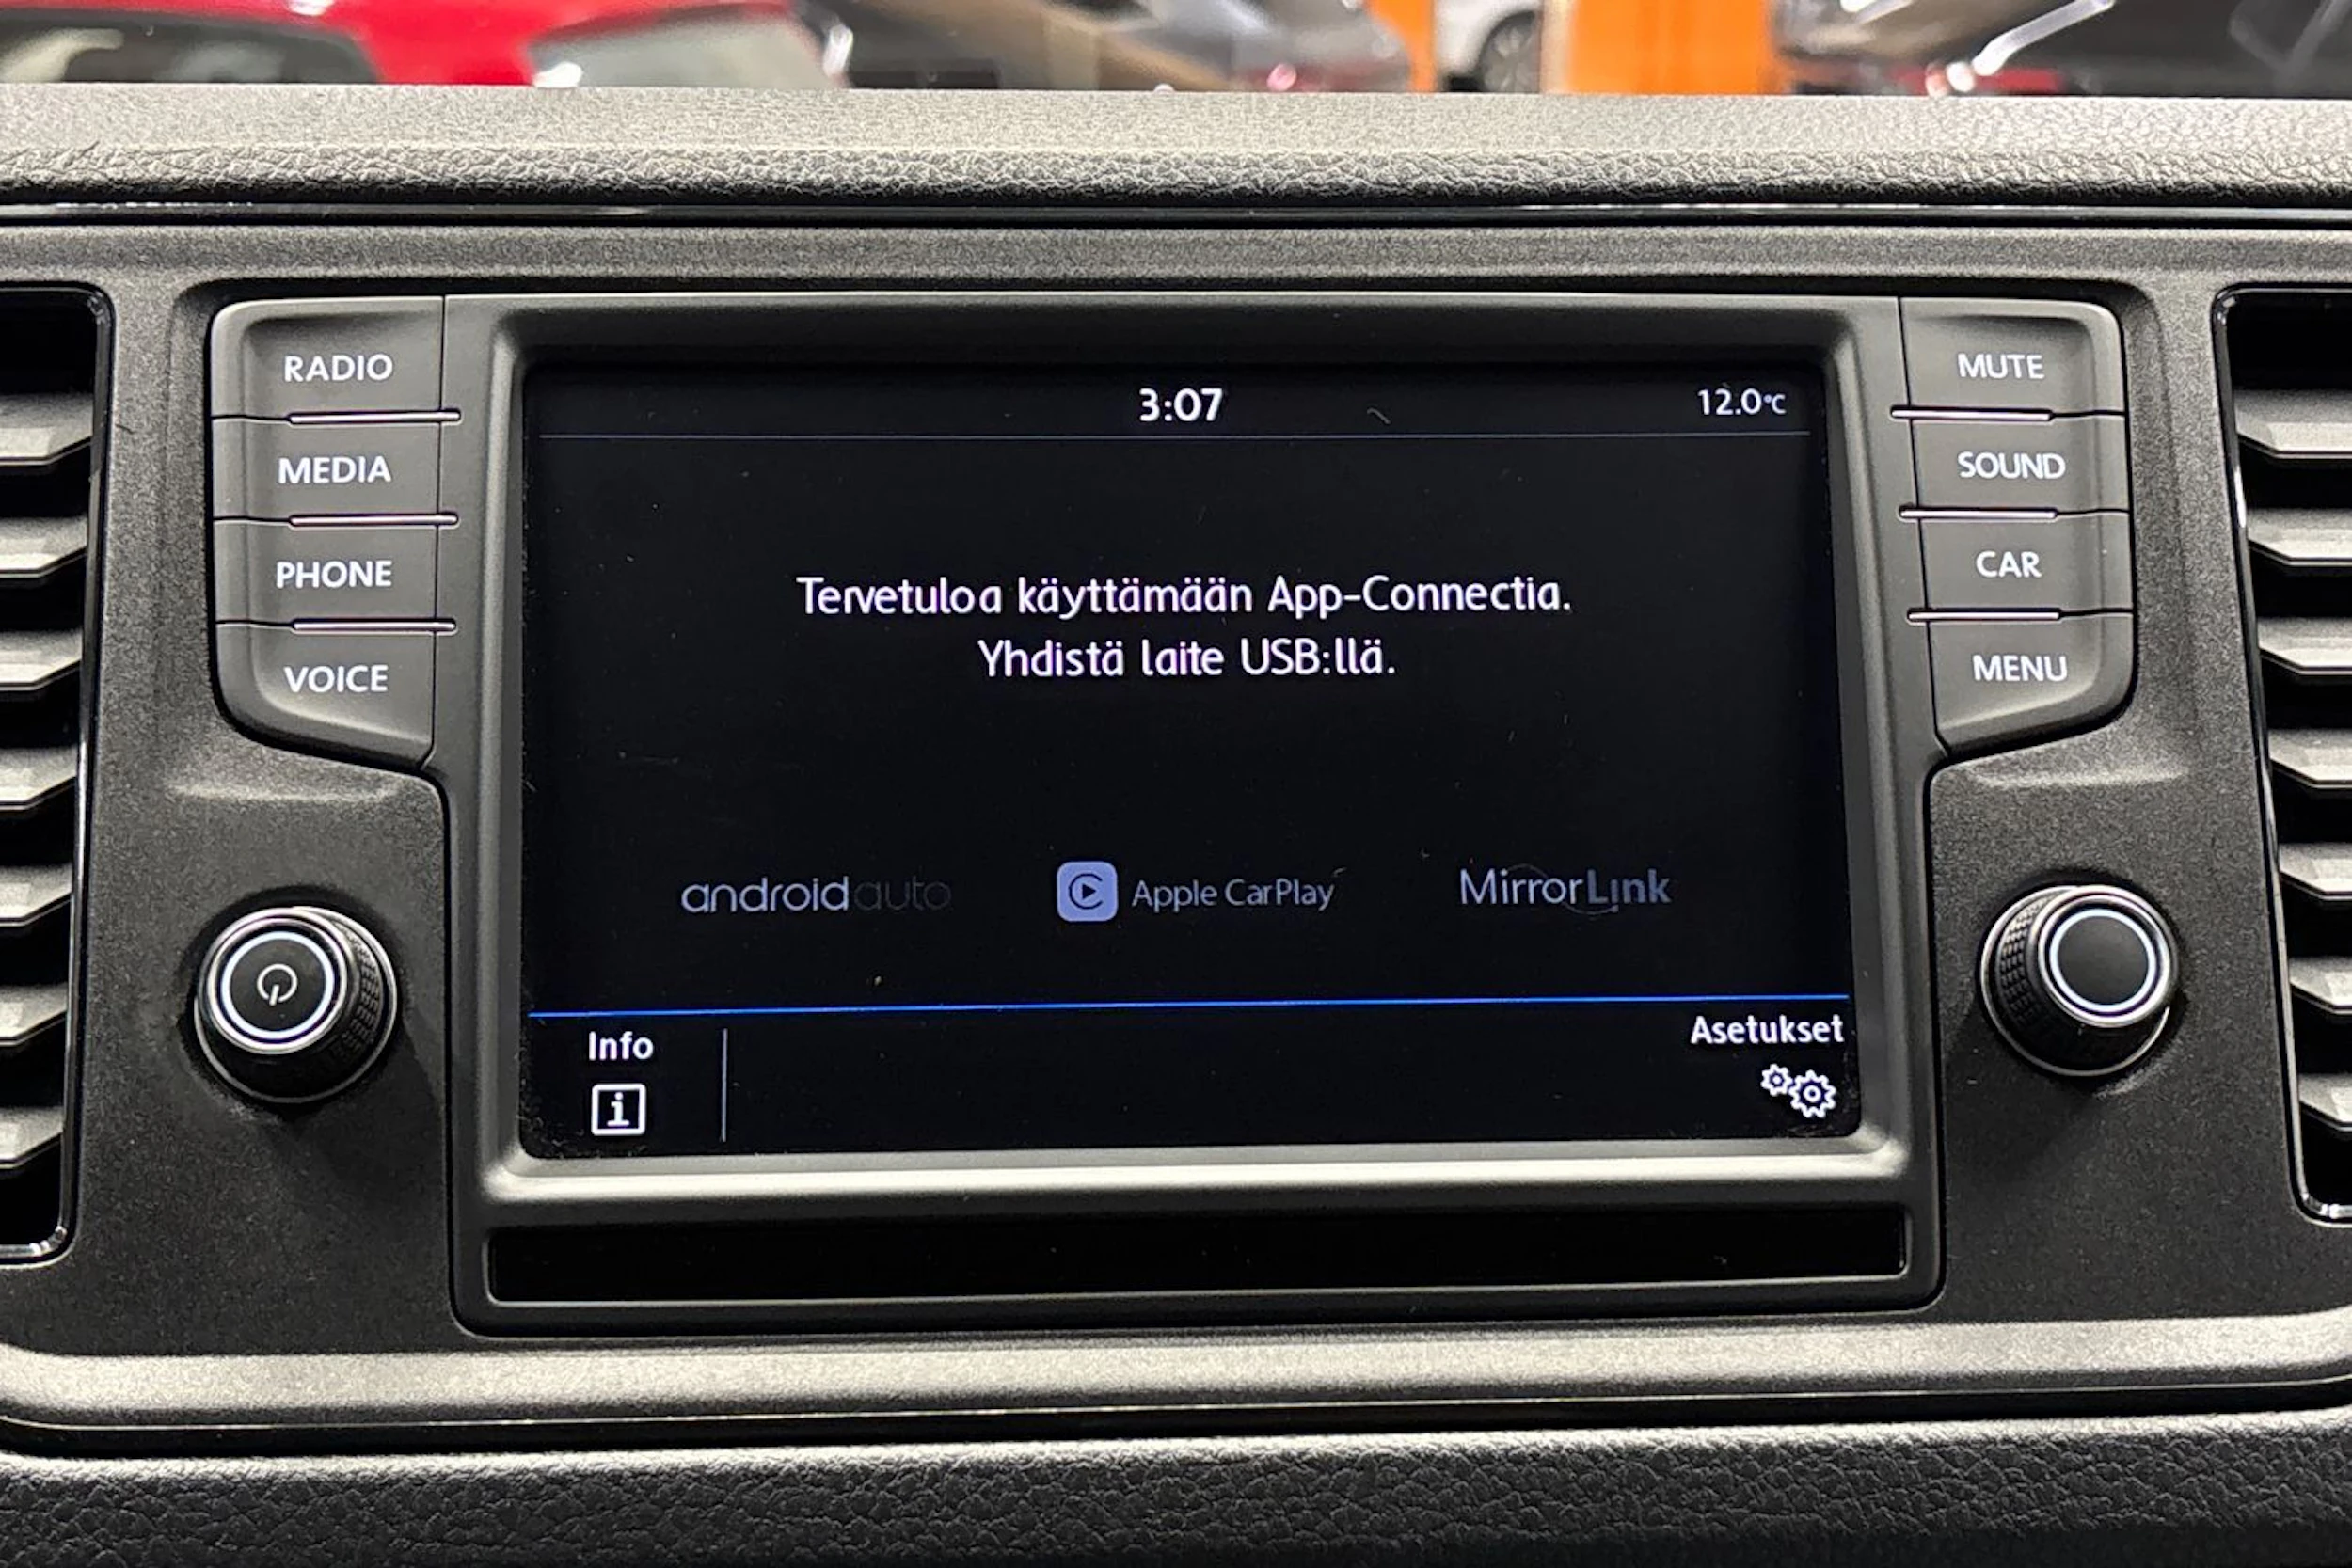 RADIO
MEDIA
PHONE
VOICE
3:07
12.0°C
Tervetuloa käyttämään App-Connectia.
Yhdistä laite USB:llä.
androidauto
Apple CarPlay
MirrorLink
Info
i
Asetukset
MUTE
SOUND
CAR
MENU